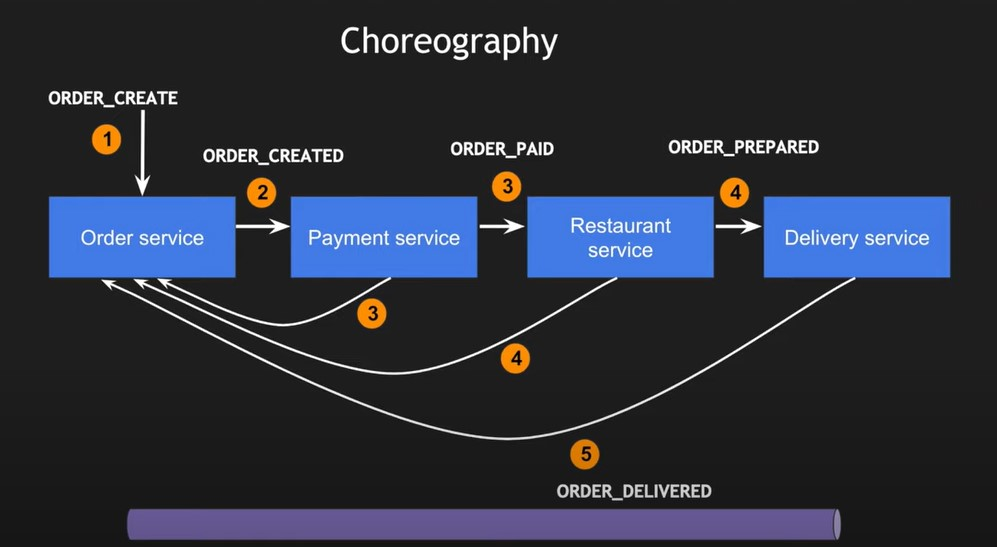 Choreography
ORDER_CREATE
1
ORDER_CREATED
2
ORDER_PAID
3
ORDER_PREPARED
4
Order service
Payment service
Restaurant
service
Delivery service
3
4
5
ORDER_DELIVERED